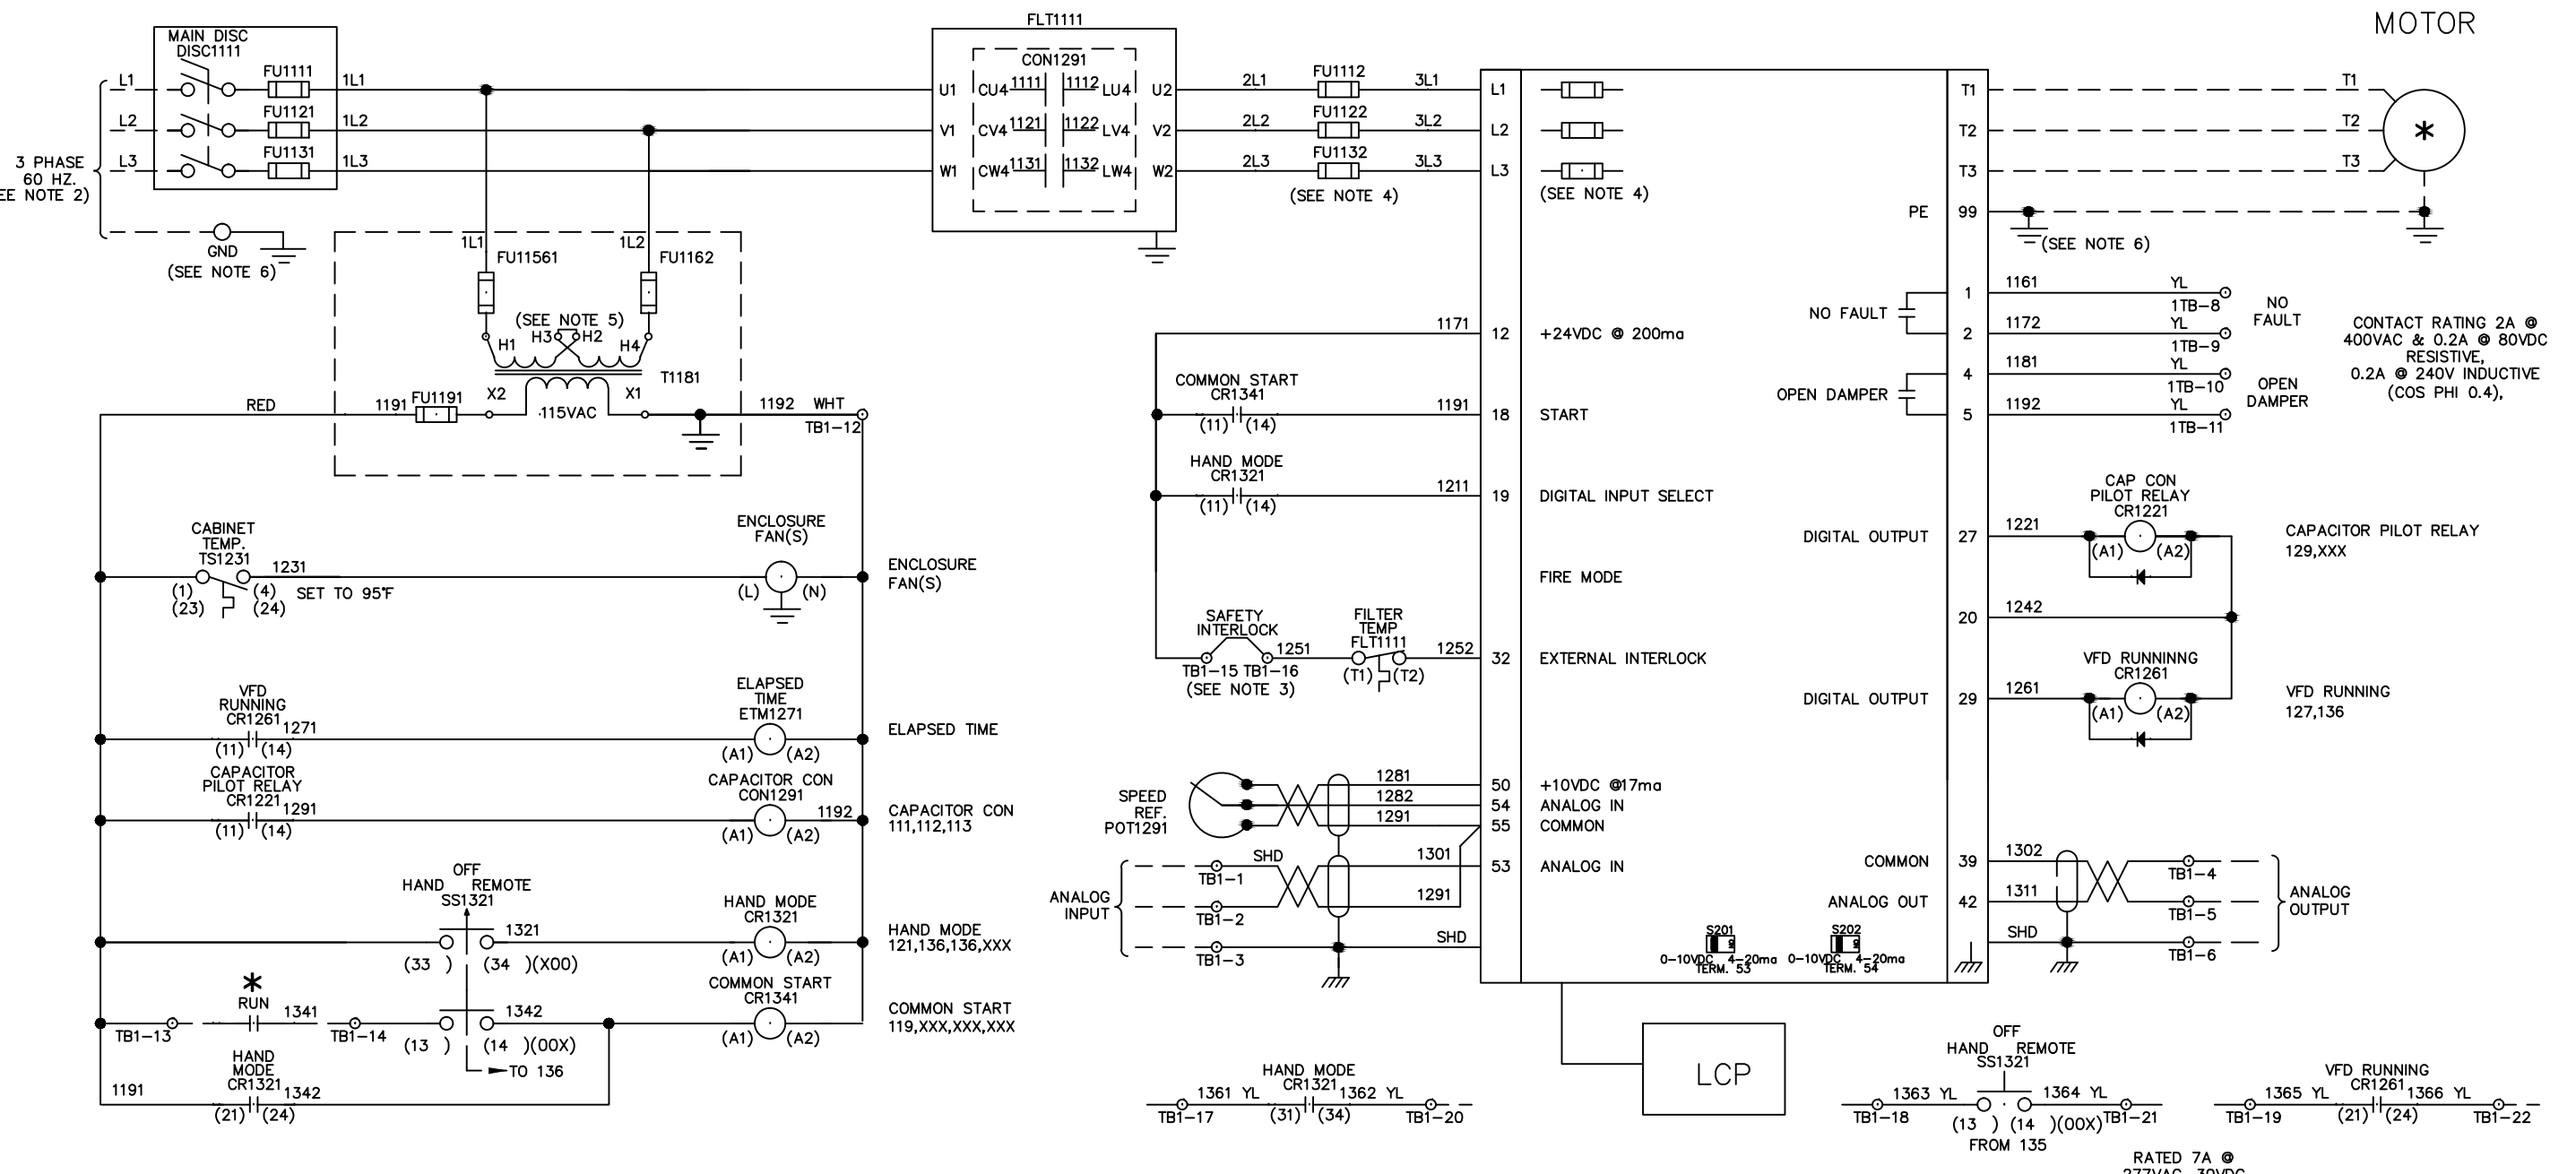 MOTOR
FLT1111
MAIN DISC
DISC1111
L1
FU1111
1L1
L2
FU1121
1L2
L3
FU1131
1L3
3 PHASE
60 HZ.
EE NOTE 2)
GND
(SEE NOTE 6)
CON1291
U1
CU4
1111
1112
LU4
U2
V1
CV4
1121
1122
LV4
V2
W1
CW4
1131
1132
LW4
W2
2L1
FU1112
3L1
2L2
FU1122
3L2
2L3
FU1132
3L3
(SEE NOTE 4)
L1
L2
L3
(SEE NOTE 4)
T1
T2
T3
PE
99
T1
T2
T3
*
(SEE NOTE 6)
1L1
1L2
FU11561
FU1162
(SEE NOTE 5)
H1
H3
H2
H4
T1181
X2
X1
115VAC
RED
1191
FU1191
1192
WHT
TB1-12
CABINET
TEMP.
TS1231
1231
(1)
(4)
(23)
(24)
SET TO 95°F
ENCLOSURE
FAN(S)
(L)
(N)
ENCLOSURE
FAN(S)
VFD
RUNNING
CR1261
1271
(11)
(14)
ELAPSED
TIME
ETM1271
(A1)
(A2)
ELAPSED TIME
CAPACITOR
PILOT RELAY
CR1221
1291
(11)
(14)
CAPACITOR CON
CON1291
1192
(A1)
(A2)
CAPACITOR CON
111,112,113
OFF
HAND REMOTE
SS1321
1321
(33 )
(34 )(X00)
HAND MODE
CR1321
(A1)
(A2)
HAND MODE
121,136,136,XXX
*
RUN
1341
TB1-13
TB1-14
1342
(13 )
(14 )(00X)
TO 136
COMMON START
CR1341
(A1)
(A2)
COMMON START
119,XXX,XXX,XXX
HAND
MODE
CR1321
1191
1342
(21)
(24)
1171
12
+24VDC @ 200ma
COMMON START
CR1341
(11)
(14)
1191
18
START
HAND MODE
CR1321
(11)
(14)
1211
19
DIGITAL INPUT SELECT
FIRE MODE
SAFETY
INTERLOCK
TB1-15
TB1-16
(SEE NOTE 3)
1251
FILTER
TEMP
FLT1111
(T1)
(T2)
1252
32
EXTERNAL INTERLOCK
SPEED
REF.
POT1291
1281
50
+10VDC @17ma
1282
54
ANALOG IN
1291
55
COMMON
ANALOG
INPUT
SHD
TB1-1
1301
53
ANALOG IN
TB1-2
1291
TB1-3
SHD
NO FAULT
1
1161
YL
1TB-8
2
1172
YL
1TB-9
NO
FAULT
OPEN DAMPER
4
1181
YL
1TB-10
5
1192
YL
1TB-11
OPEN
DAMPER
CONTACT RATING 2A @
400VAC & 0.2A @ 80VDC
RESISTIVE,
0.2A @ 240V INDUCTIVE
(COS PHI 0.4),
CAP CON
PILOT RELAY
CR1221
DIGITAL OUTPUT
27
1221
(A1)
(A2)
CAPACITOR PILOT RELAY
129,XXX
20
1242
VFD RUNNINNG
CR1261
DIGITAL OUTPUT
29
1261
(A1)
(A2)
VFD RUNNING
127,136
COMMON
39
1302
TB1-4
ANALOG OUT
42
1311
TB1-5
SHD
TB1-6
ANALOG
OUTPUT
S201
0-10VDC 4-20ma
TERM. 53
S202
0-10VDC 4-20ma
TERM. 54
LCP
HAND MODE
CR1321
1361 YL
1362 YL
TB1-17
(31)
(34)
TB1-20
OFF
HAND REMOTE
SS1321
1363 YL
1364 YL
TB1-18
(13 )
(14 )(00X)
TB1-21
FROM 135
VFD RUNNING
CR1261
1365 YL
1366 YL
TB1-19
(21)
(24)
TB1-22
RATED 7A @
277VAC, 30VDC